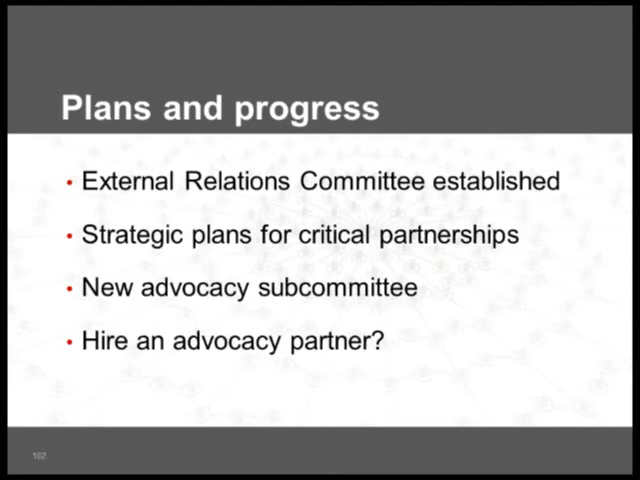 Plans and progress
• External Relations Committee established
• Strategic plans for critical partnerships
• New advocacy subcommittee
• Hire an advocacy partner?
162